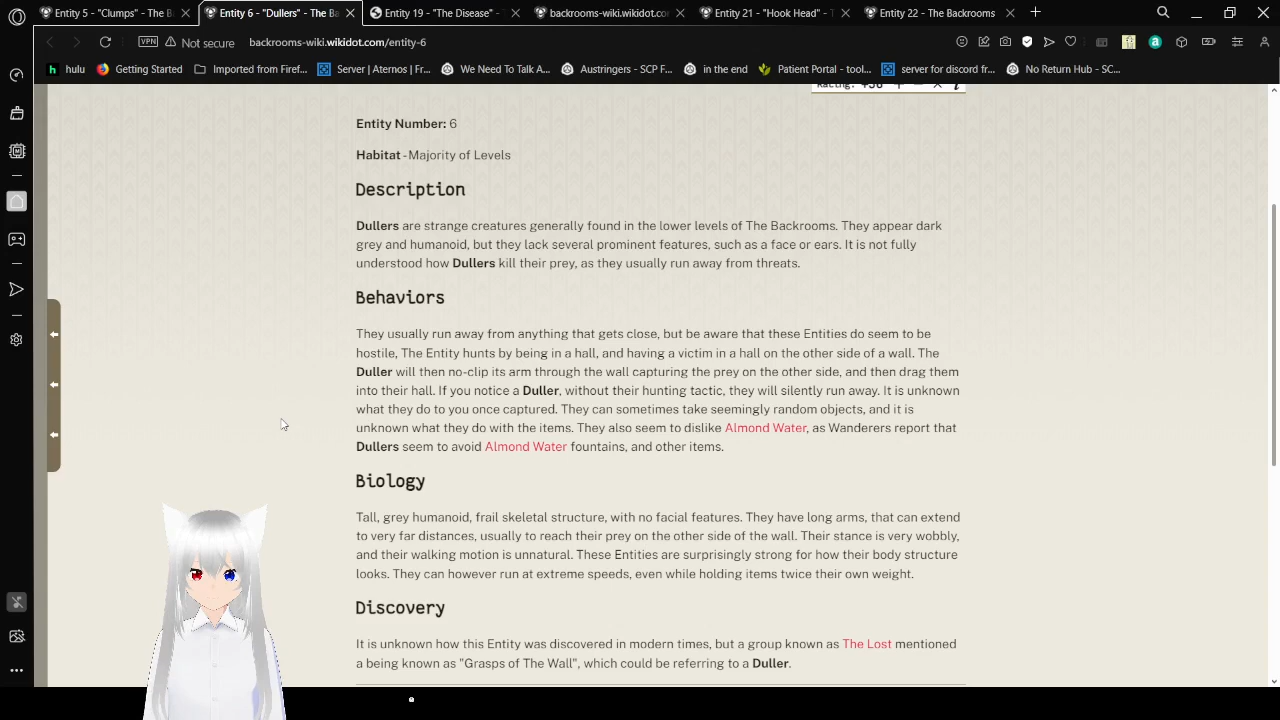 Entity 5 - "Clumps" - The B
Entity 6 - "Dullers" - The Ba
Entity 19 - "The Disease" -
backrooms-wiki.wikidot.co
Entity 21 - "Hook Head" - T
Entity 22 - The Backrooms
VPN
Not secure
backrooms-wiki.wikidot.com/entity-6
hulu
Getting Started
Imported from Firef...
Server | Aternos | Fr...
We Need To Talk A...
Austringers - SCP F...
in the end
Patient Portal - tool...
server for discord fr...
No Return Hub - SC...
Entity Number: 6
Habitat - Majority of Levels
Description
Dullers are strange creatures generally found in the lower levels of The Backrooms. They appear dark
grey and humanoid, but they lack several prominent features, such as a face or ears. It is not fully
understood how Dullers kill their prey, as they usually run away from threats.
Behaviors
They usually run away from anything that gets close, but be aware that these Entities do seem to be
hostile, The Entity hunts by being in a hall, and having a victim in a hall on the other side of a wall. The
Duller will then no-clip its arm through the wall capturing the prey on the other side, and then drag them
into their hall. If you notice a Duller, without their hunting tactic, they will silently run away. It is unknown
what they do to you once captured. They can sometimes take seemingly random objects, and it is
unknown what they do with the items. They also seem to dislike Almond Water, as Wanderers report that
Dullers seem to avoid Almond Water fountains, and other items.
Biology
Tall, grey humanoid, frail skeletal structure, with no facial features. They have long arms, that can extend
to very far distances, usually to reach their prey on the other side of the wall. Their stance is very wobbly,
and their walking motion is unnatural. These Entities are surprisingly strong for how their body structure
looks. They can however run at extreme speeds, even while holding items twice their own weight.
Discovery
It is unknown how this Entity was discovered in modern times, but a group known as The Lost mentioned
a being known as "Grasps of The Wall", which could be referring to a Duller.